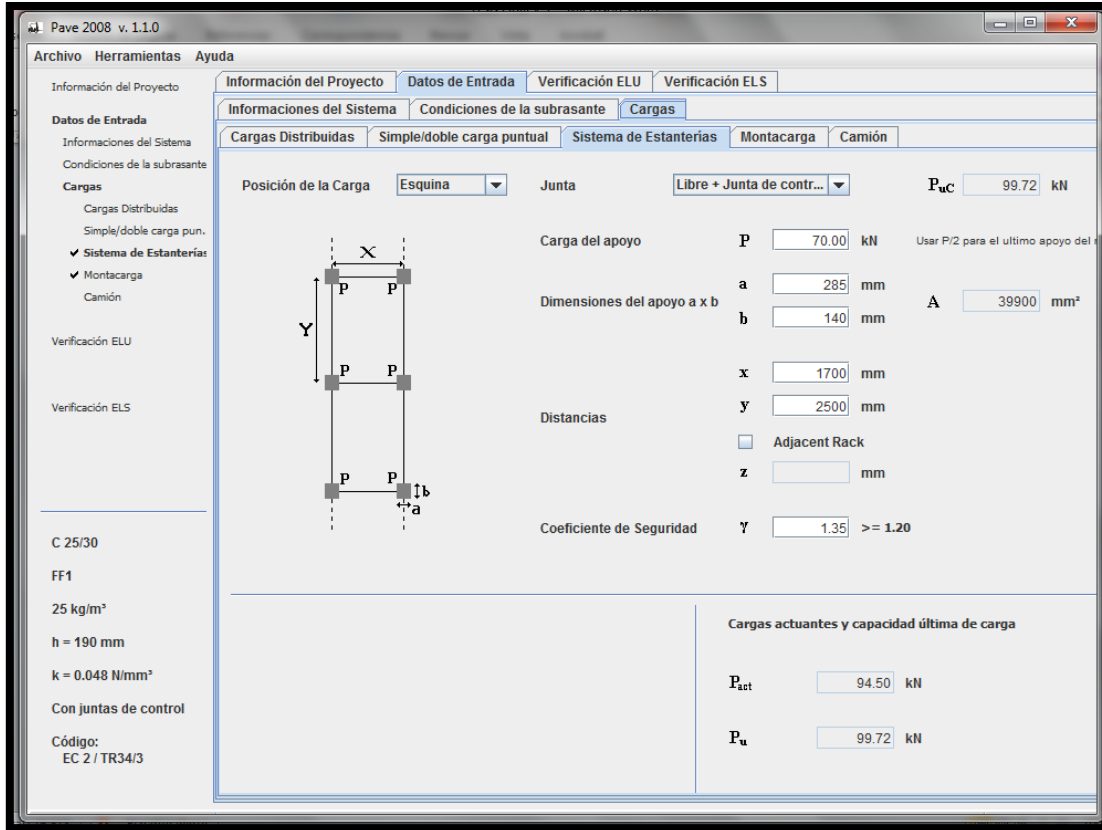 Pave 2008 v. 1.1.0
Archivo Herramientas Ayuda
Información del Proyecto
Datos de Entrada
Informaciones del Sistema
Condiciones de la subrasante
Cargas
Cargas Distribuidas
Simple/doble carga pun.
Sistema de Estanterías
Montacarga
Camión
Verificación ELU
Verificación ELS
C 25/30
FF1
25 kg/m³
h = 190 mm
k = 0.048 N/mm³
Con juntas de control
Código:
EC 2 / TR34/3
Información del Proyecto Datos de Entrada Verificación ELU Verificación ELS
Informaciones del Sistema Condiciones de la subrasante Cargas
Cargas Distribuidas Simple/doble carga puntual Sistema de Estanterías Montacarga Camión
Posición de la Carga Esquina Junta Libre + Junta de contr... PuC 99.72 kN
Carga del apoyo P 70.00 kN Usar P/2 para el ultimo apoyo del
Dimensiones del apoyo a x b
a 285 mm
b 140 mm
A 39900 mm²
X
Y
P P
P P
P P
b
a
Distancias
x 1700 mm
y 2500 mm
Adjacent Rack
z mm
Coeficiente de Seguridad γ 1.35 >= 1.20
Cargas actuantes y capacidad última de carga
Pact 94.50 kN
Pu 99.72 kN